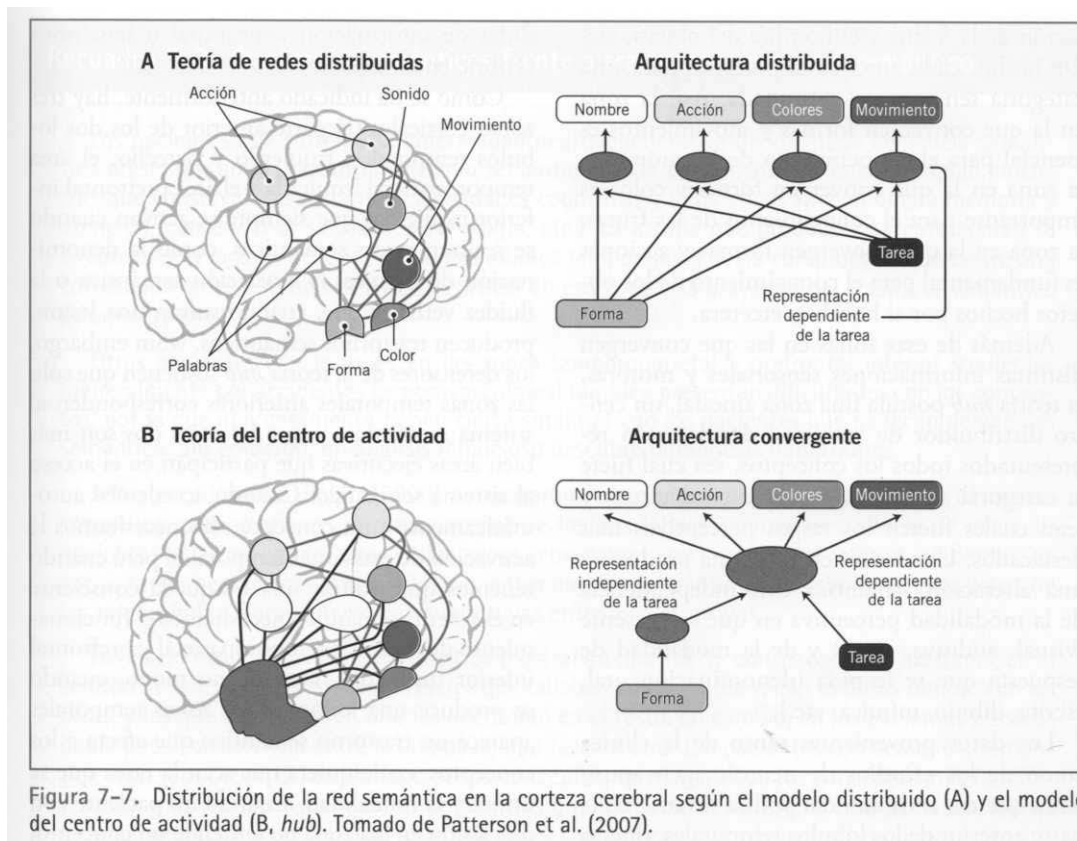 A Teoría de redes distribuidas
Acción
Sonido
Movimiento
Palabras
Forma
Color
Arquitectura distribuida
Nombre
Acción
Colores
Movimiento
Tarea
Forma
Representación
dependiente
de la tarea
B Teoría del centro de actividad
Arquitectura convergente
Nombre
Acción
Colores
Movimiento
Representación
independiente
de la tarea
Representación
dependiente
de la tarea
Tarea
Forma
Figura 7-7. Distribución de la red semántica en la corteza cerebral según el modelo distribuido (A) y el modelo
del centro de actividad (B, hub). Tomado de Patterson et al. (2007).